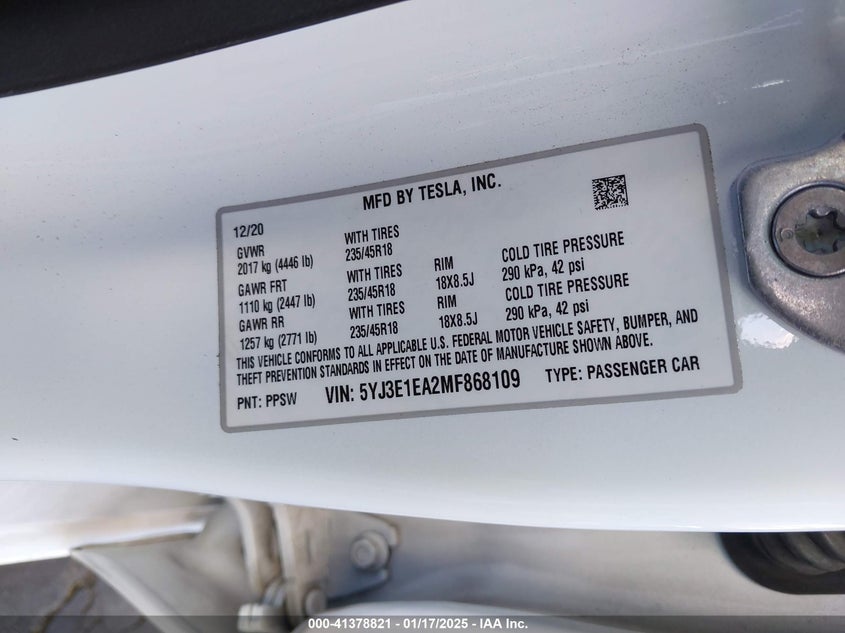 MFD BY TESLA, INC.
12/20
GVWR WITH TIRES
2017 kg (4446 lb) 235/45R18
GAWR FRT WITH TIRES RIM COLD TIRE PRESSURE
1110 kg (2447 lb) 235/45R18 18X8.5J 290 kPa, 42 psi
GAWR RR WITH TIRES RIM COLD TIRE PRESSURE
1257 kg (2771 lb) 235/45R18 18X8.5J 290 kPa, 42 psi
THIS VEHICLE CONFORMS TO ALL APPLICABLE U.S. FEDERAL MOTOR VEHICLE SAFETY, BUMPER, AND
THEFT PREVENTION STANDARDS IN EFFECT ON THE DATE OF MANUFACTURE SHOWN ABOVE.
PNT: PPSW VIN: 5YJ3E1EA2MF868109 TYPE: PASSENGER CAR
000-41378821 - 01/17/2025 - IAA Inc.